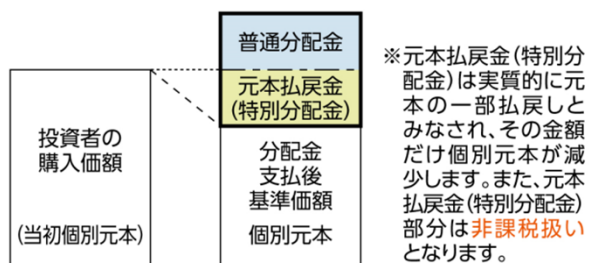 普通分配金
元本払戻金
(特別分配金)
投資者の
購入価額
(当初個別元本)
分配金
支払後
基準価額
個別元本
※元本払戻金(特別分
配金)は実質的に元
本の一部払戻しと
みなされ、その金額
だけ個別元本が減
少します。また、元本
払戻金(特別分配金)
部分は非課税扱い
となります。